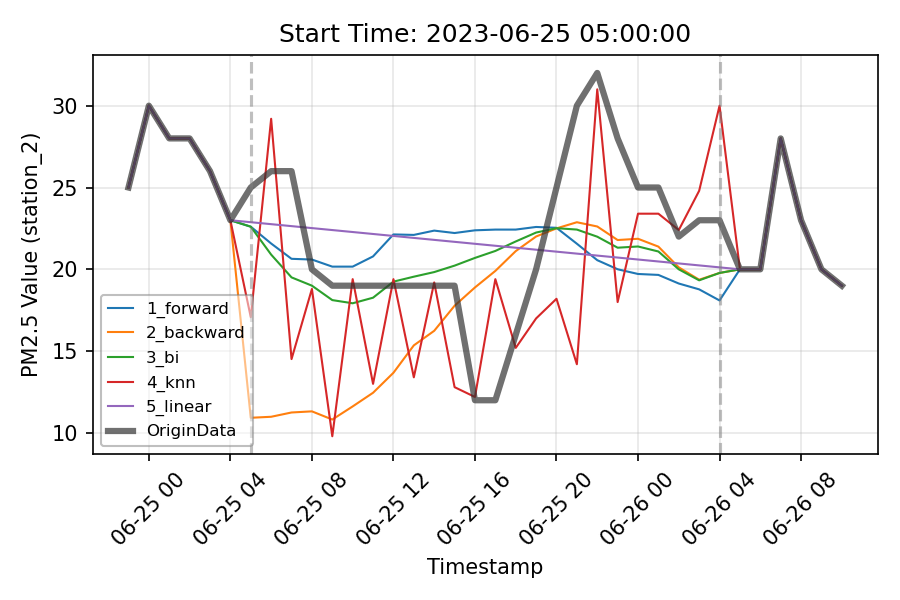 Start Time: 2023-06-25 05:00:00
PM2.5 Value (station_2)
30
25
20
15
10
1_forward
2_backward
3_bi
4_knn
5_linear
OriginData
06-25 00
06-25 04
06-25 08
06-25 12
06-25 16
06-25 20
06-26 00
06-26 04
06-26 08
Timestamp